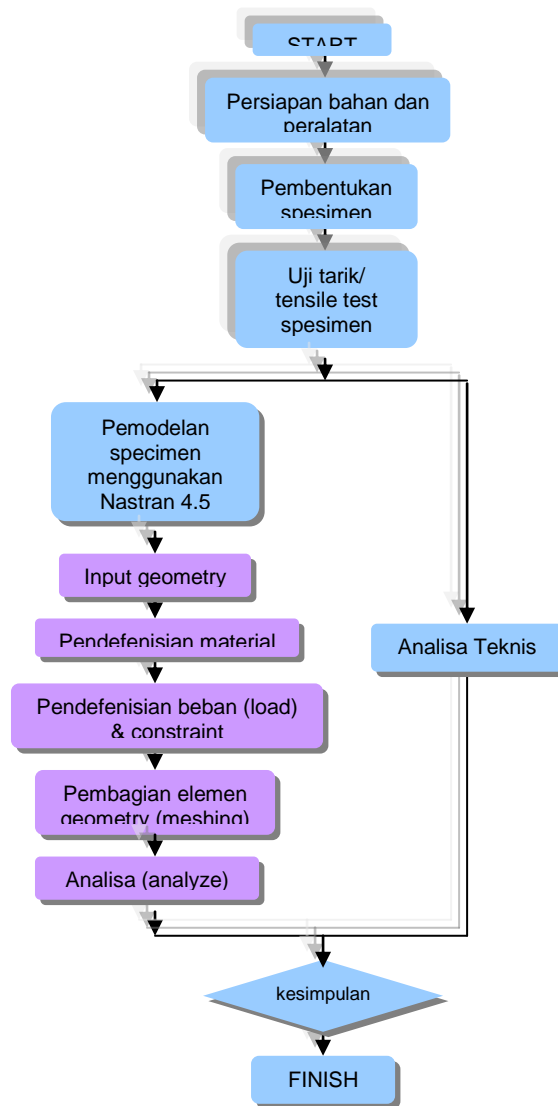 START
Persiapan bahan dan
peralatan
Pembentukan
spesimen
Uji tarik/
tensile test
spesimen
Pemodelan
specimen
menggunakan
Nastran 4.5
Input geometry
Pendefenisian material
Analisa Teknis
Pendefenisian beban (load)
& constraint
Pembagian elemen
geometry (meshing)
Analisa (analyze)
kesimpulan
FINISH